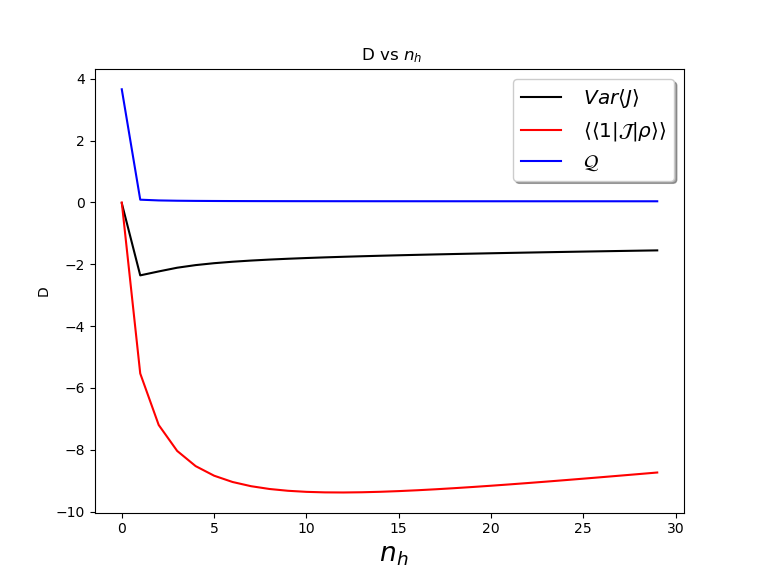 D vs $n_h$
4
2
0
−2
−4
−6
−8
−10
D
0 5 10 15 20 25 30
$n_h$
$Var\langle J \rangle$
$\langle\langle 1|\mathcal{J}|\rho \rangle\rangle$
$\mathcal{Q}$